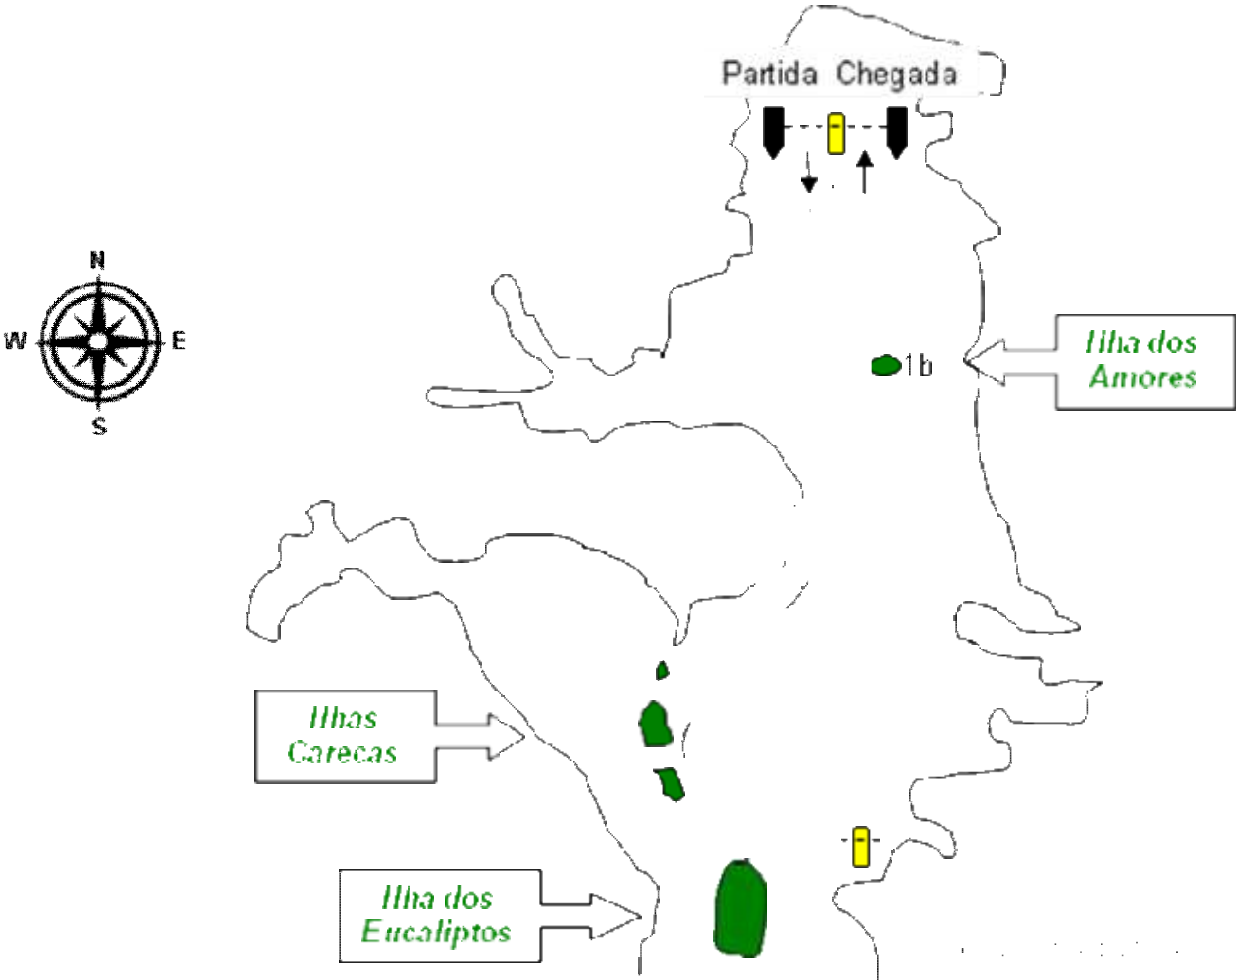 Partida Chegada
N
W E
S
Ilha dos
Amores
1b
Ilhas
Carecas
Ilha dos
Eucaliptos